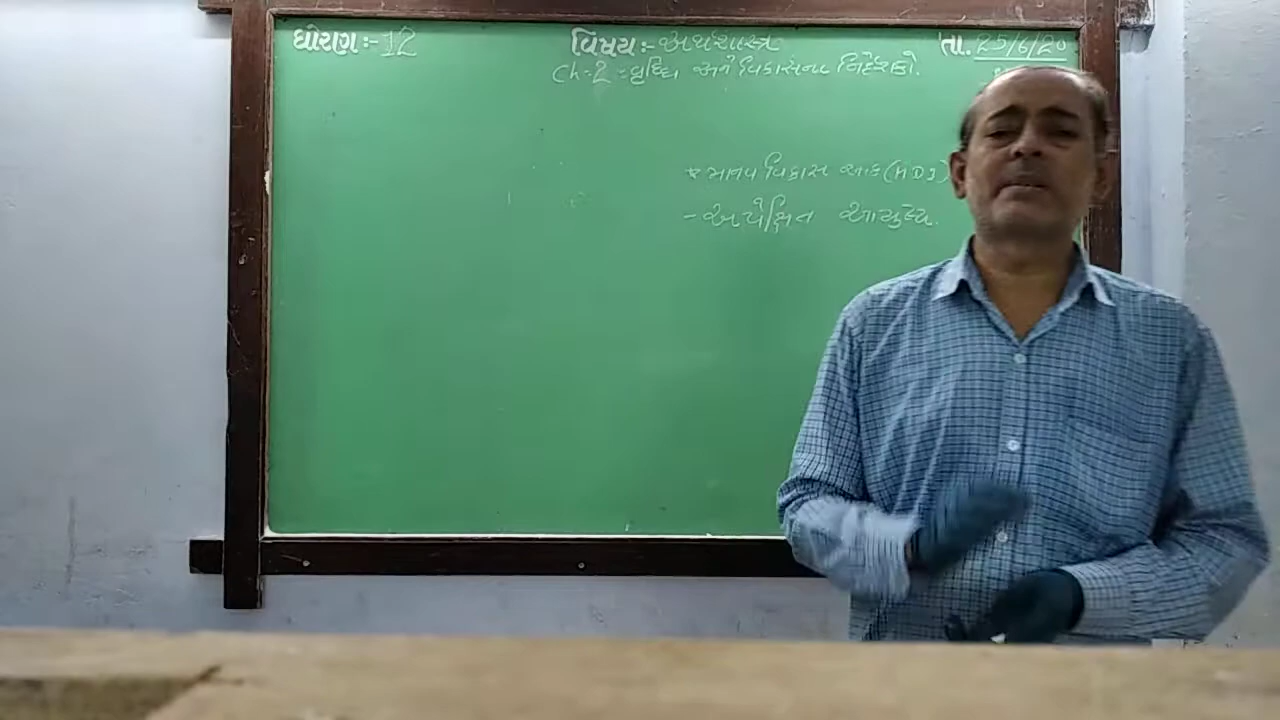 ધોરણ:- 12
વિષય:- અર્થશાસ્ત્ર
તા. 25/6/20
Ch-2 = વૃધ્ધિ અને વિકાસના નિર્દેશકો.
* માનવ વિકાસ આંક (HDI)
- અપેક્ષિત આયુષ્ય.